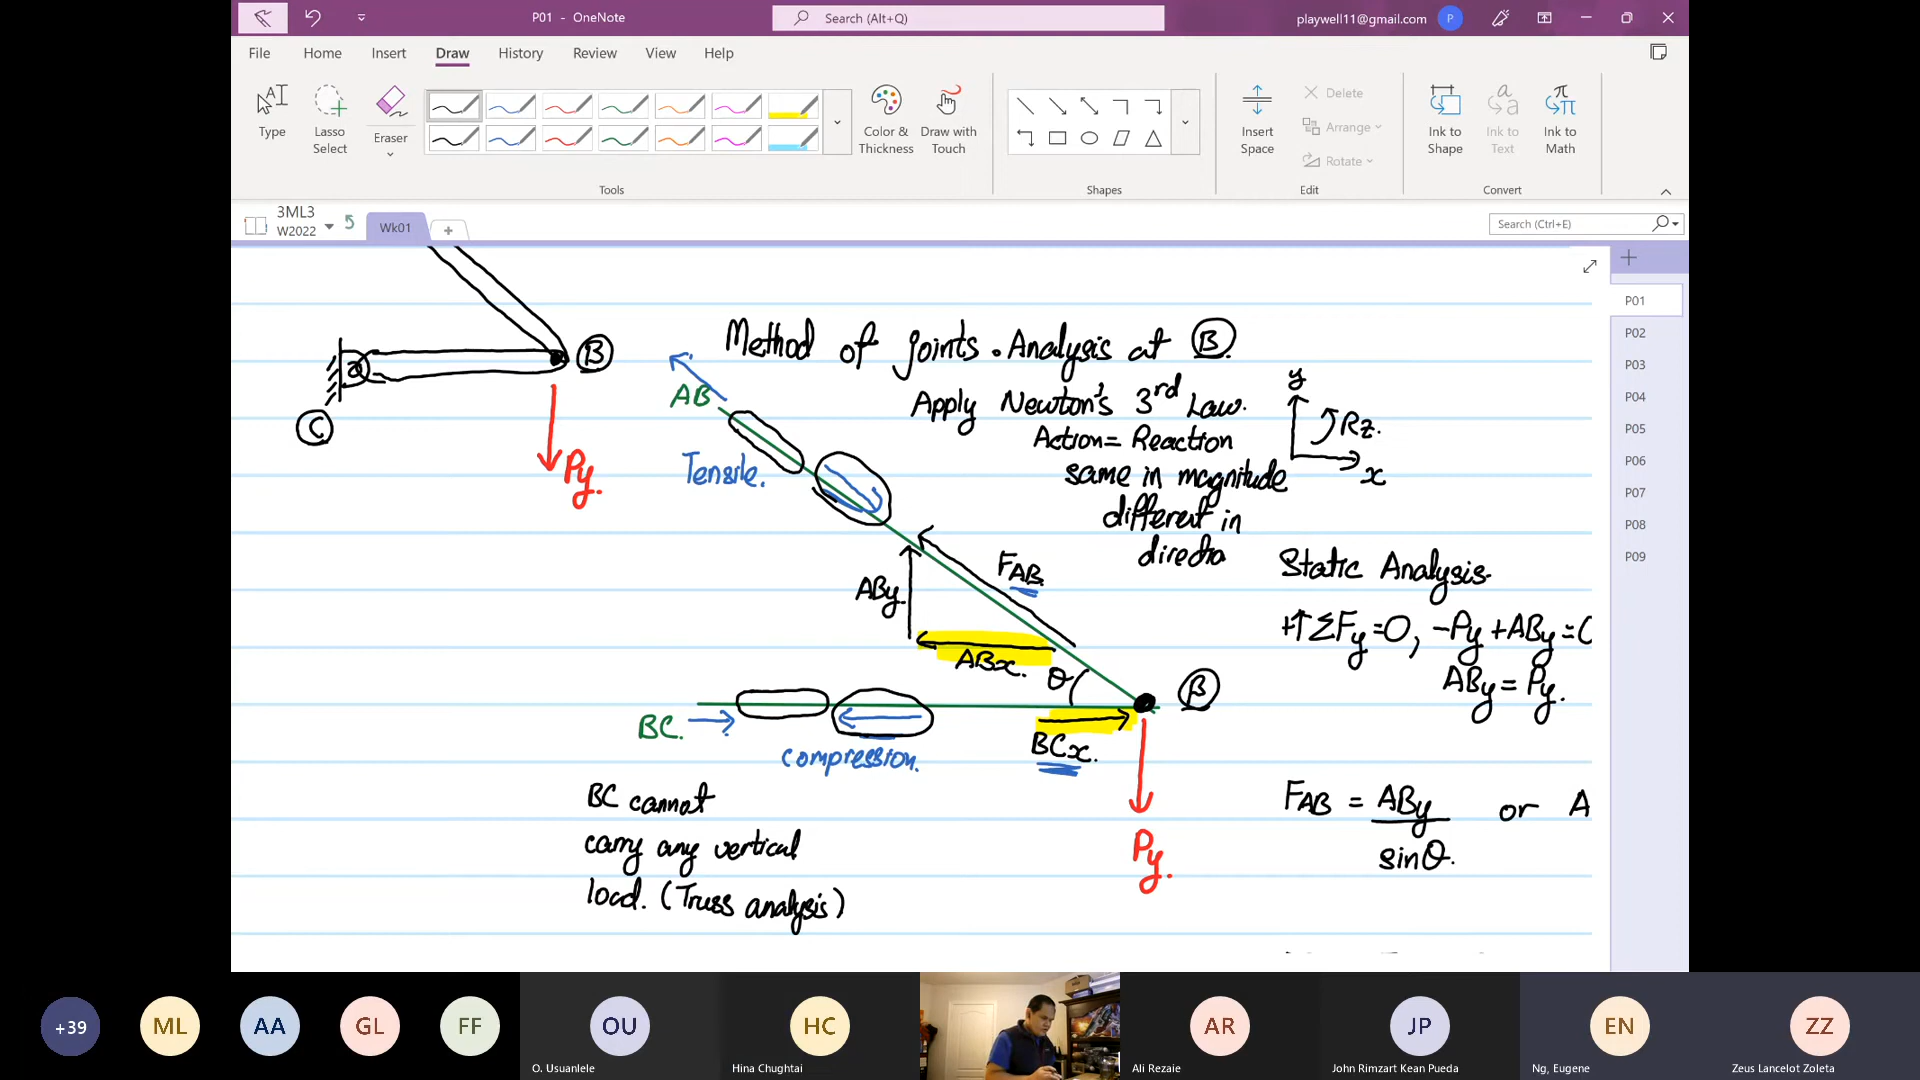 P01 - OneNote
Search (Alt+Q)
playwell11@gmail.com
P
File
Home
Insert
Draw
History
Review
View
Help
Type
Lasso Select
Eraser
Color & Thickness
Draw with Touch
Insert Space
Delete
Arrange
Rotate
Ink to Shape
Ink to Text
Ink to Math
Tools
Shapes
Edit
Convert
3ML3
W2022
Wk01
Search (Ctrl+E)
P01
P02
P03
P04
P05
P06
P07
P08
P09
B
C
Py.
Method of joints. Analysis at B.
Apply Newton's 3rd Law.
Action = Reaction
same in magnitude
different in
y
Rz.
x
AB
Tensile.
FAB
ABy.
ABx.
θ
B
BC.
compression.
BCx.
Py.
BC cannot
carry any vertical
load. (Truss analysis)
Static Analysis.
+↑ΣFy=0, -Py+ABy=
ABy = Py.
FAB = ABy or A
sinθ.
+39
ML
AA
GL
FF
OU
O. Usuanlele
HC
Hina Chughtai
AR
Ali Rezaie
JP
John Rimzart Kean Pueda
EN
Ng, Eugene
ZZ
Zeus Lancelot Zoleta